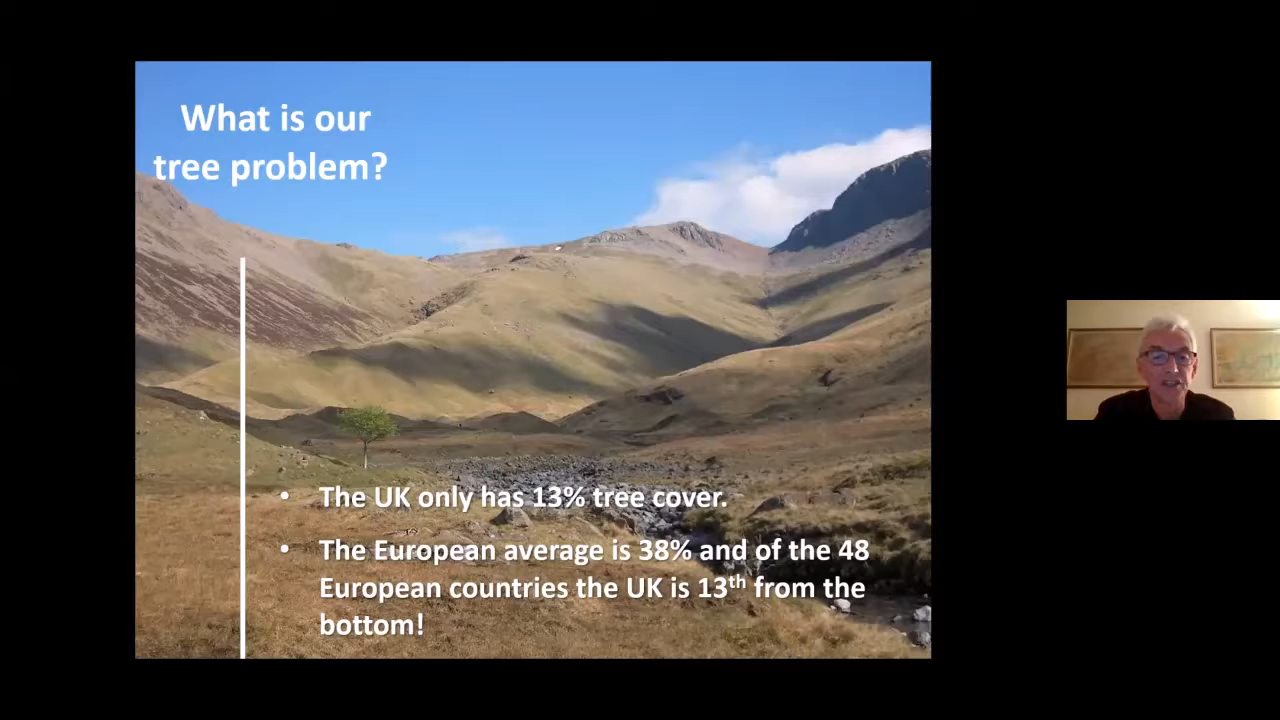 What is our
tree problem?
• The UK only has 13% tree cover.
• The European average is 38% and of the 48
European countries the UK is 13th from the
bottom!